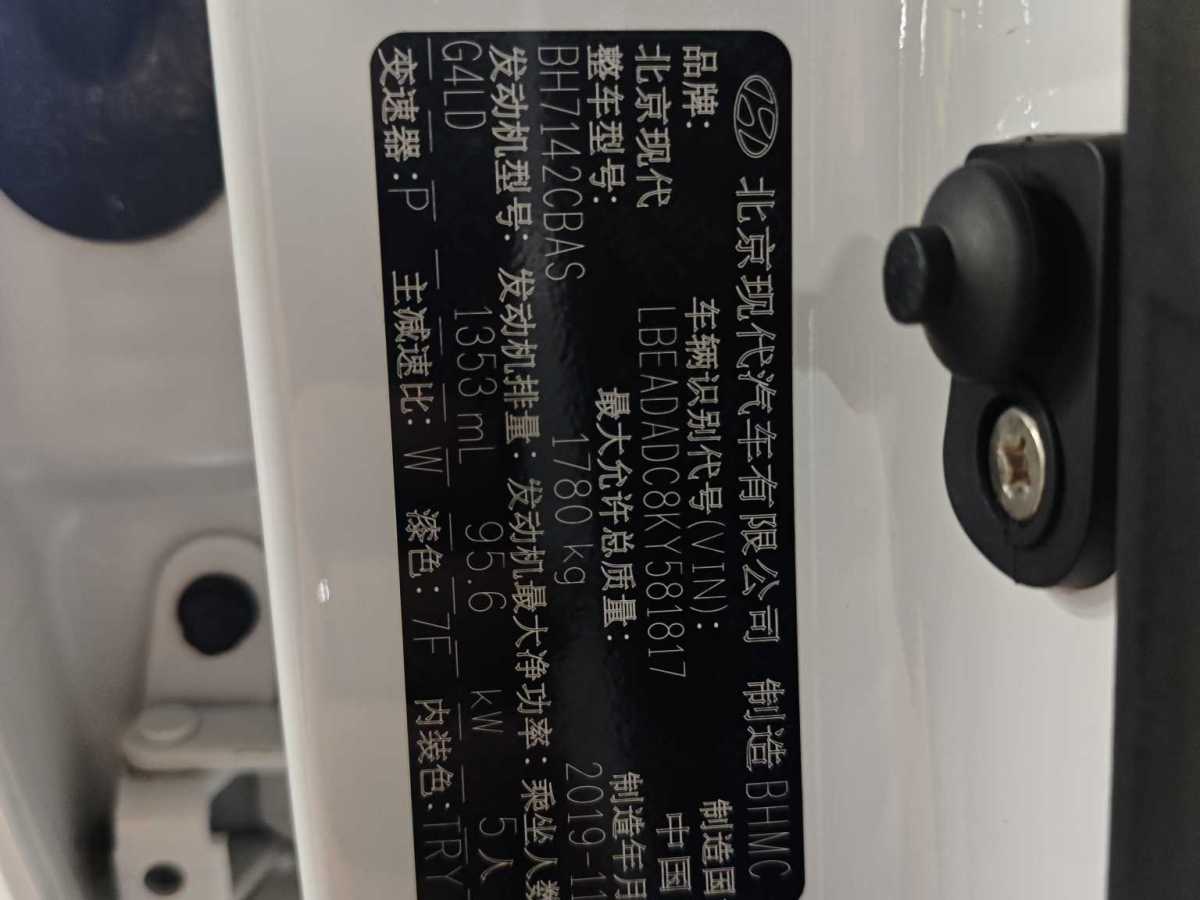 北京现代汽车有限公司 制造 BHMC
品牌: 车辆识别代号(VIN): 制造国
北京现代 LBEADADC8KY581817 中国
整车型号: 最大允许总质量: 制造年月
BH7142CBAS 1780 kg 2019-11
发动机型号: 发动机排量: 发动机最大净功率: 乘坐人数
G4LD 1353 mL 95.6 kW 5人
变速器: P 主减速比: W 漆色: 7F 内装色: TRY